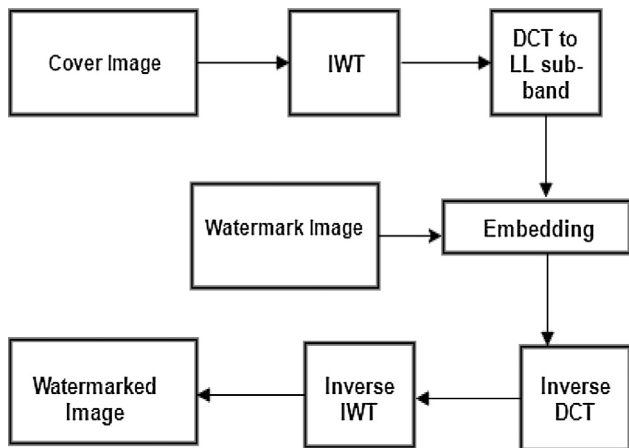 Cover Image
IWT
DCT to
LL sub-
band
Watermark Image
Embedding
Watermarked
Image
Inverse
IWT
Inverse
DCT